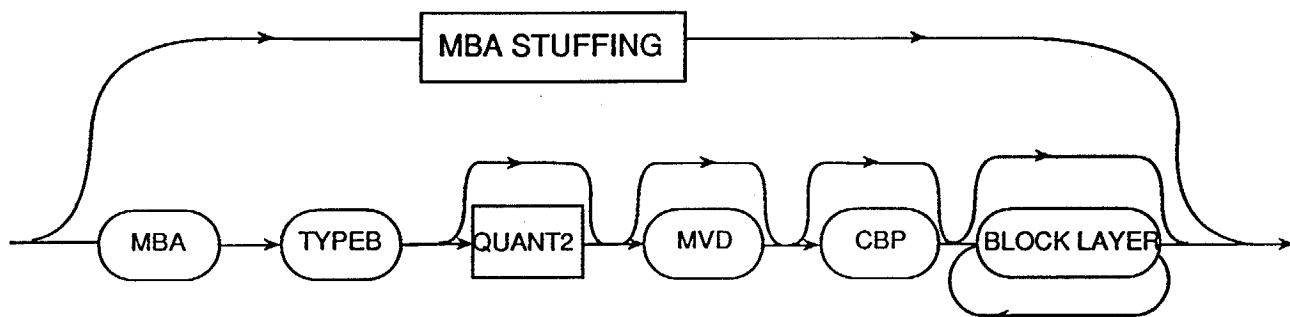 MBA STUFFING
MBA
TYPEB
QUANT2
MVD
CBP
BLOCK LAYER